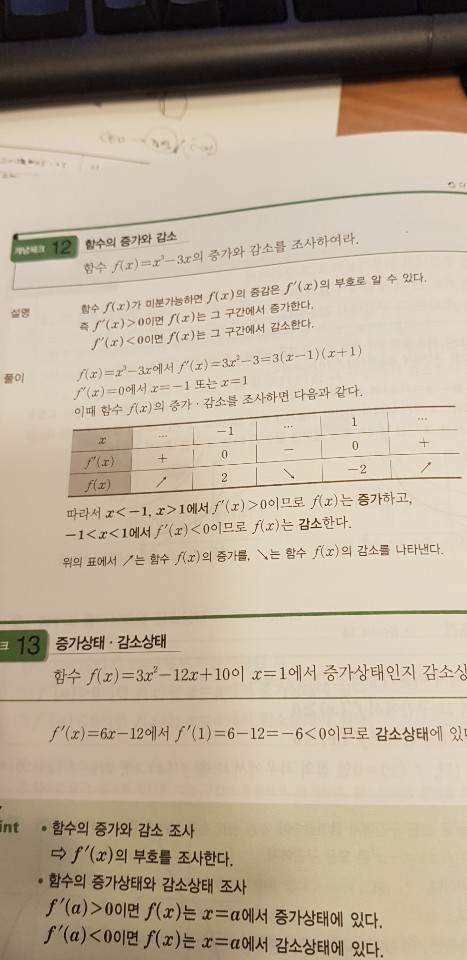 개념체크 12 함수의 증가와 감소
함수 f(x)=x³-3x의 증가와 감소를 조사하여라.
설명 함수 f(x)가 미분가능하면 f(x)의 증감은 f'(x)의 부호로 알 수 있다.
즉 f'(x)>0이면 f(x)는 그 구간에서 증가한다.
f'(x)<0이면 f(x)는 그 구간에서 감소한다.
풀이 f(x)=x³-3x에서 f'(x)=3x²-3=3(x-1)(x+1)
f'(x)=0에서 x=-1 또는 x=1
이때 함수 f(x)의 증가·감소를 조사하면 다음과 같다.
x ⋯ -1 ⋯ 1 ⋯
f'(x) + 0 - 0 +
f(x) ↗ 2 ↘ -2 ↗
따라서 x<-1, x>1에서 f'(x)>0이므로 f(x)는 증가하고,
-1<x<1에서 f'(x)<0이므로 f(x)는 감소한다.
위의 표에서 ↗는 함수 f(x)의 증가를, ↘는 함수 f(x)의 감소를 나타낸다.
크 13 증가상태·감소상태
함수 f(x)=3x²-12x+10이 x=1에서 증가상태인지 감소상
f'(x)=6x-12에서 f'(1)=6-12=-6<0이므로 감소상태에 있
int • 함수의 증가와 감소 조사
⇨ f'(x)의 부호를 조사한다.
• 함수의 증가상태와 감소상태 조사
f'(a)>0이면 f(x)는 x=a에서 증가상태에 있다.
f'(a)<0이면 f(x)는 x=a에서 감소상태에 있다.